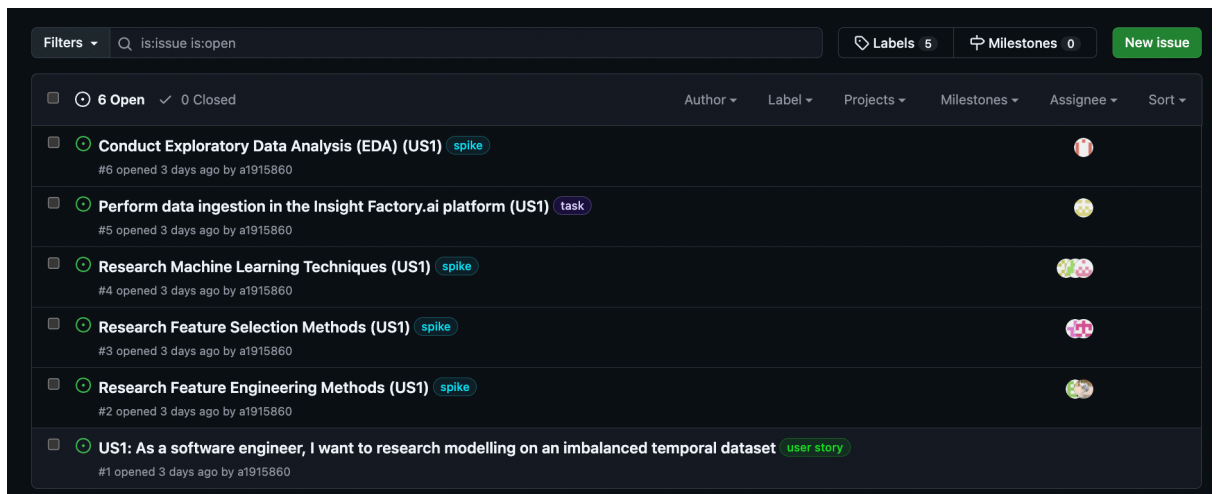 Filters
is:issue is:open
Labels 5
Milestones 0
New issue
6 Open
0 Closed
Author
Label
Projects
Milestones
Assignee
Sort
Conduct Exploratory Data Analysis (EDA) (US1) spike
#6 opened 3 days ago by a1915860
Perform data ingestion in the Insight Factory.ai platform (US1) task
#5 opened 3 days ago by a1915860
Research Machine Learning Techniques (US1) spike
#4 opened 3 days ago by a1915860
Research Feature Selection Methods (US1) spike
#3 opened 3 days ago by a1915860
Research Feature Engineering Methods (US1) spike
#2 opened 3 days ago by a1915860
US1: As a software engineer, I want to research modelling on an imbalanced temporal dataset user story
#1 opened 3 days ago by a1915860